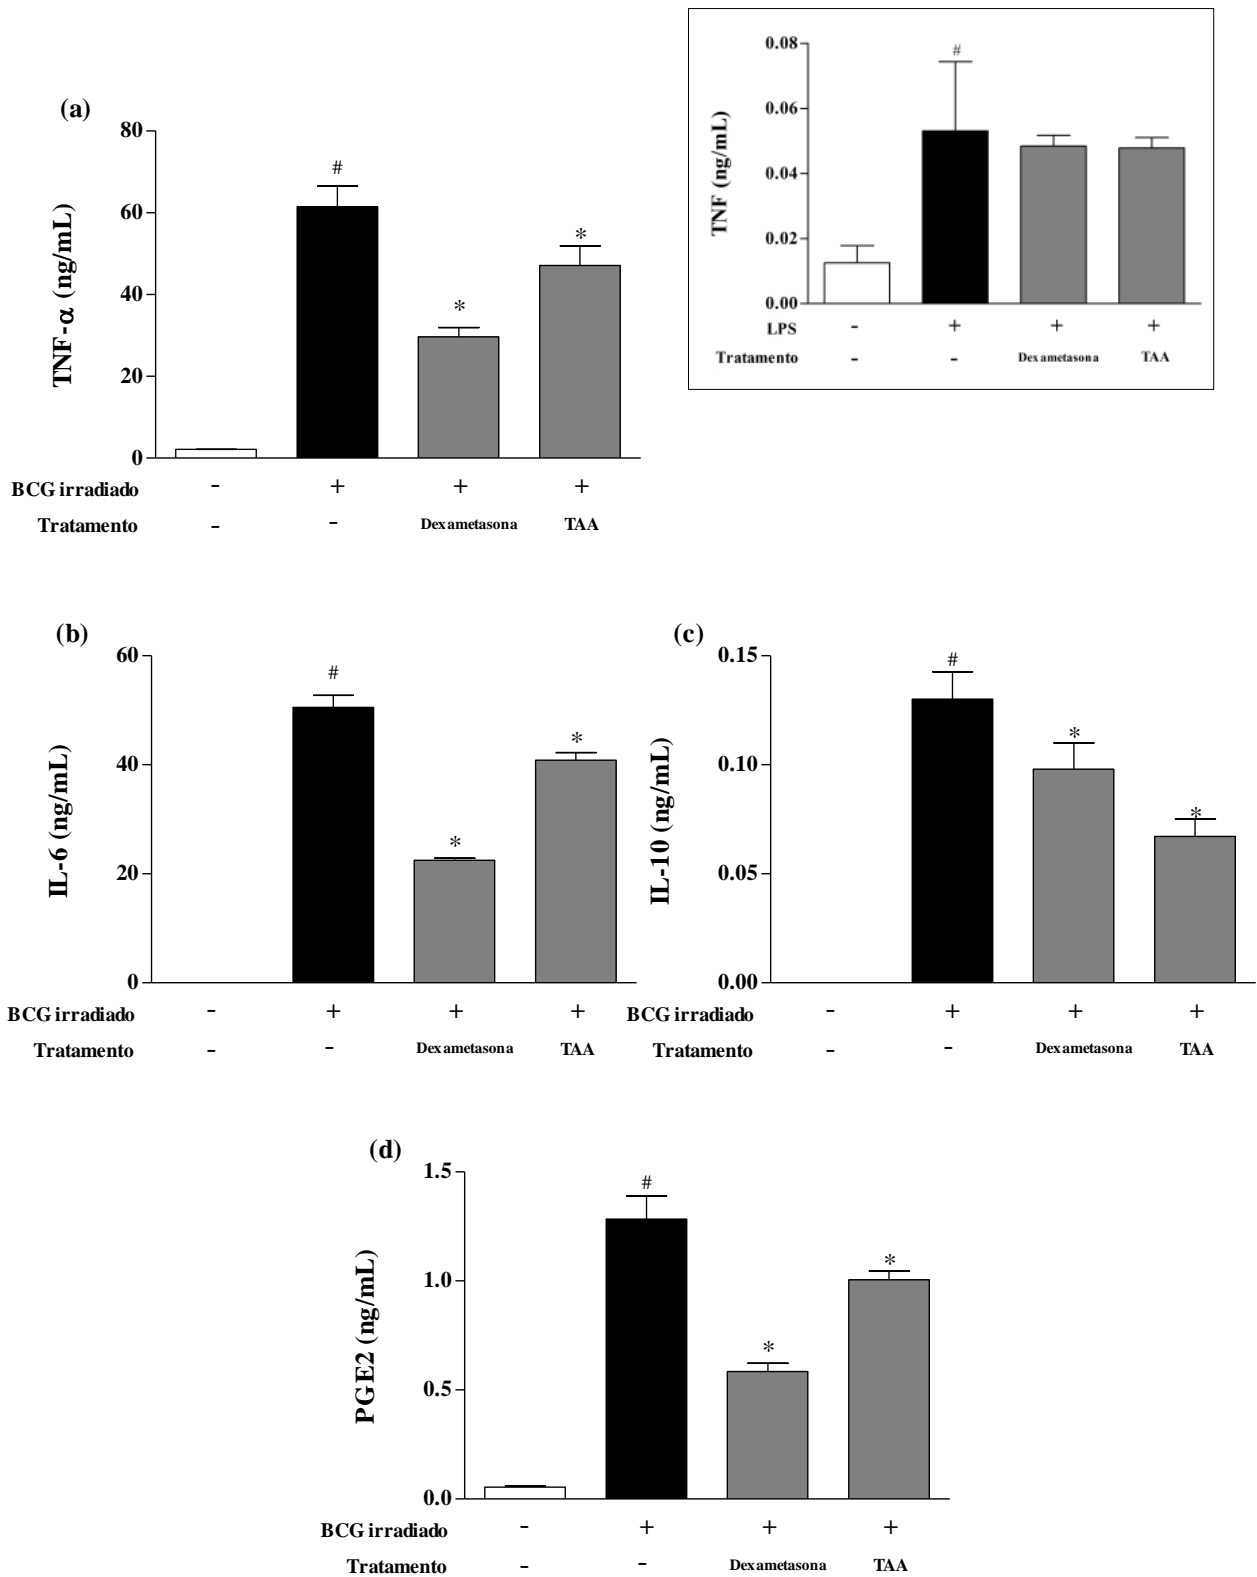 (a)
TNF-α (ng/mL)
80
60
40
20
0
#
*
*
BCG irradiado - + + +
Tratamento - - Dexametasona TAA
TNF (ng/mL)
0.08
0.06
0.04
0.02
0.00
#
LPS - + + +
Tratamento - - Dexametasona TAA
(b)
IL-6 (ng/mL)
60
40
20
0
#
*
*
BCG irradiado - + + +
Tratamento - - Dexametasona TAA
(c)
IL-10 (ng/mL)
0.15
0.10
0.05
0.00
#
*
*
BCG irradiado - + + +
Tratamento - - Dexametasona TAA
(d)
PGE2 (ng/mL)
1.5
1.0
0.5
0.0
#
*
*
BCG irradiado - + + +
Tratamento - - Dexametasona TAA